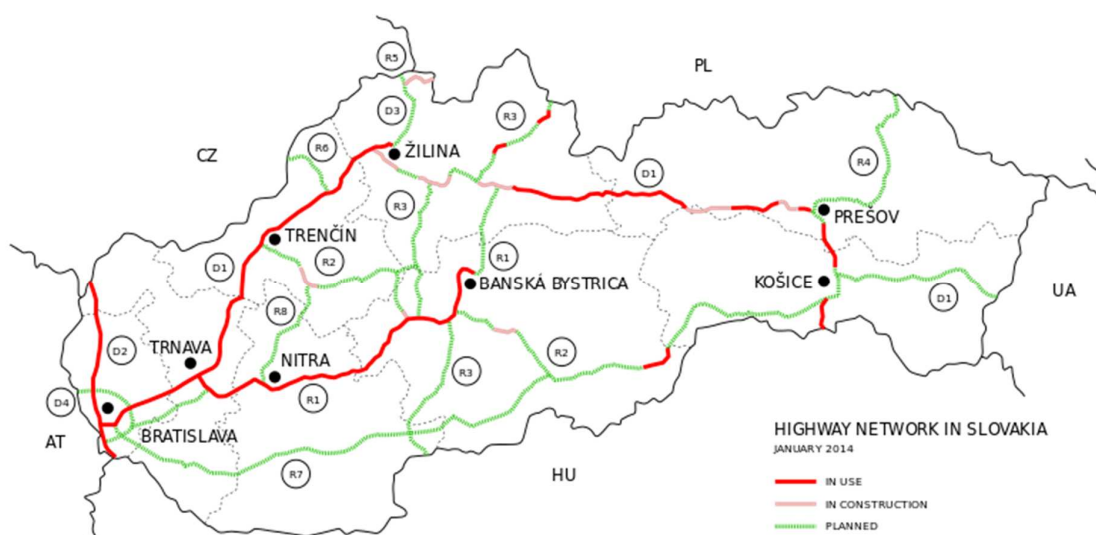 PL
R5
D3
R3
CZ
R6
ŽILINA
R4
D1
R3
PREŠOV
TRENČÍN
D1
R2
R1
BANSKÁ BYSTRICA
KOŠICE
D1
UA
R8
D2
TRNAVA
NITRA
R2
R3
R1
D4
AT
BRATISLAVA
R7
HU
HIGHWAY NETWORK IN SLOVAKIA
JANUARY 2014
IN USE
IN CONSTRUCTION
PLANNED